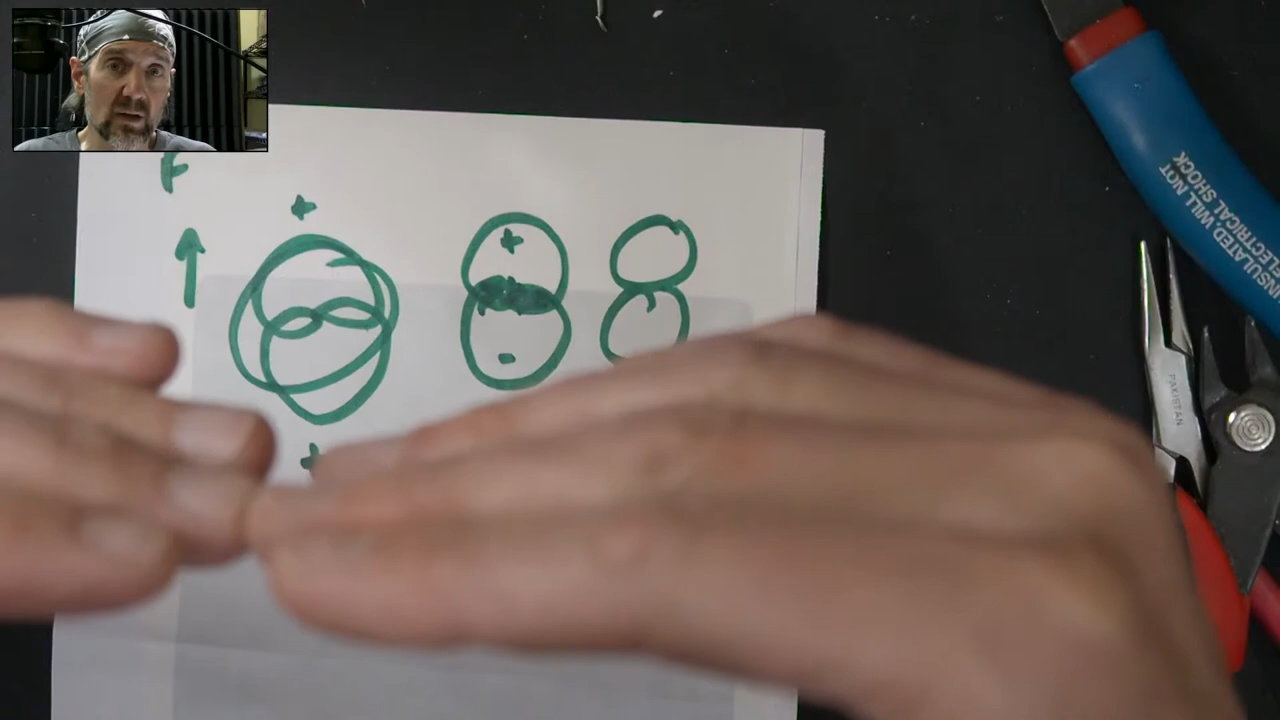 F
+
+
-
+
INSULATED WILL NOT
ELECTRICAL SHOCK
PAKISTAN